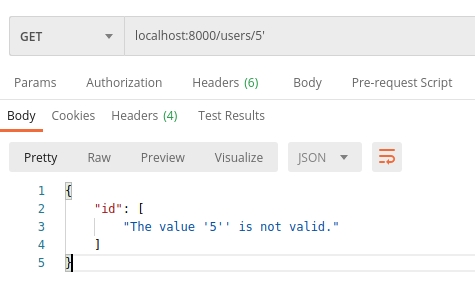 GET localhost:8000/users/5'
Params Authorization Headers (6) Body Pre-request Script
Body Cookies Headers (4) Test Results
Pretty Raw Preview Visualize JSON
1 {
2 "id": [
3 "The value '5'' is not valid."
4 ]
5 }